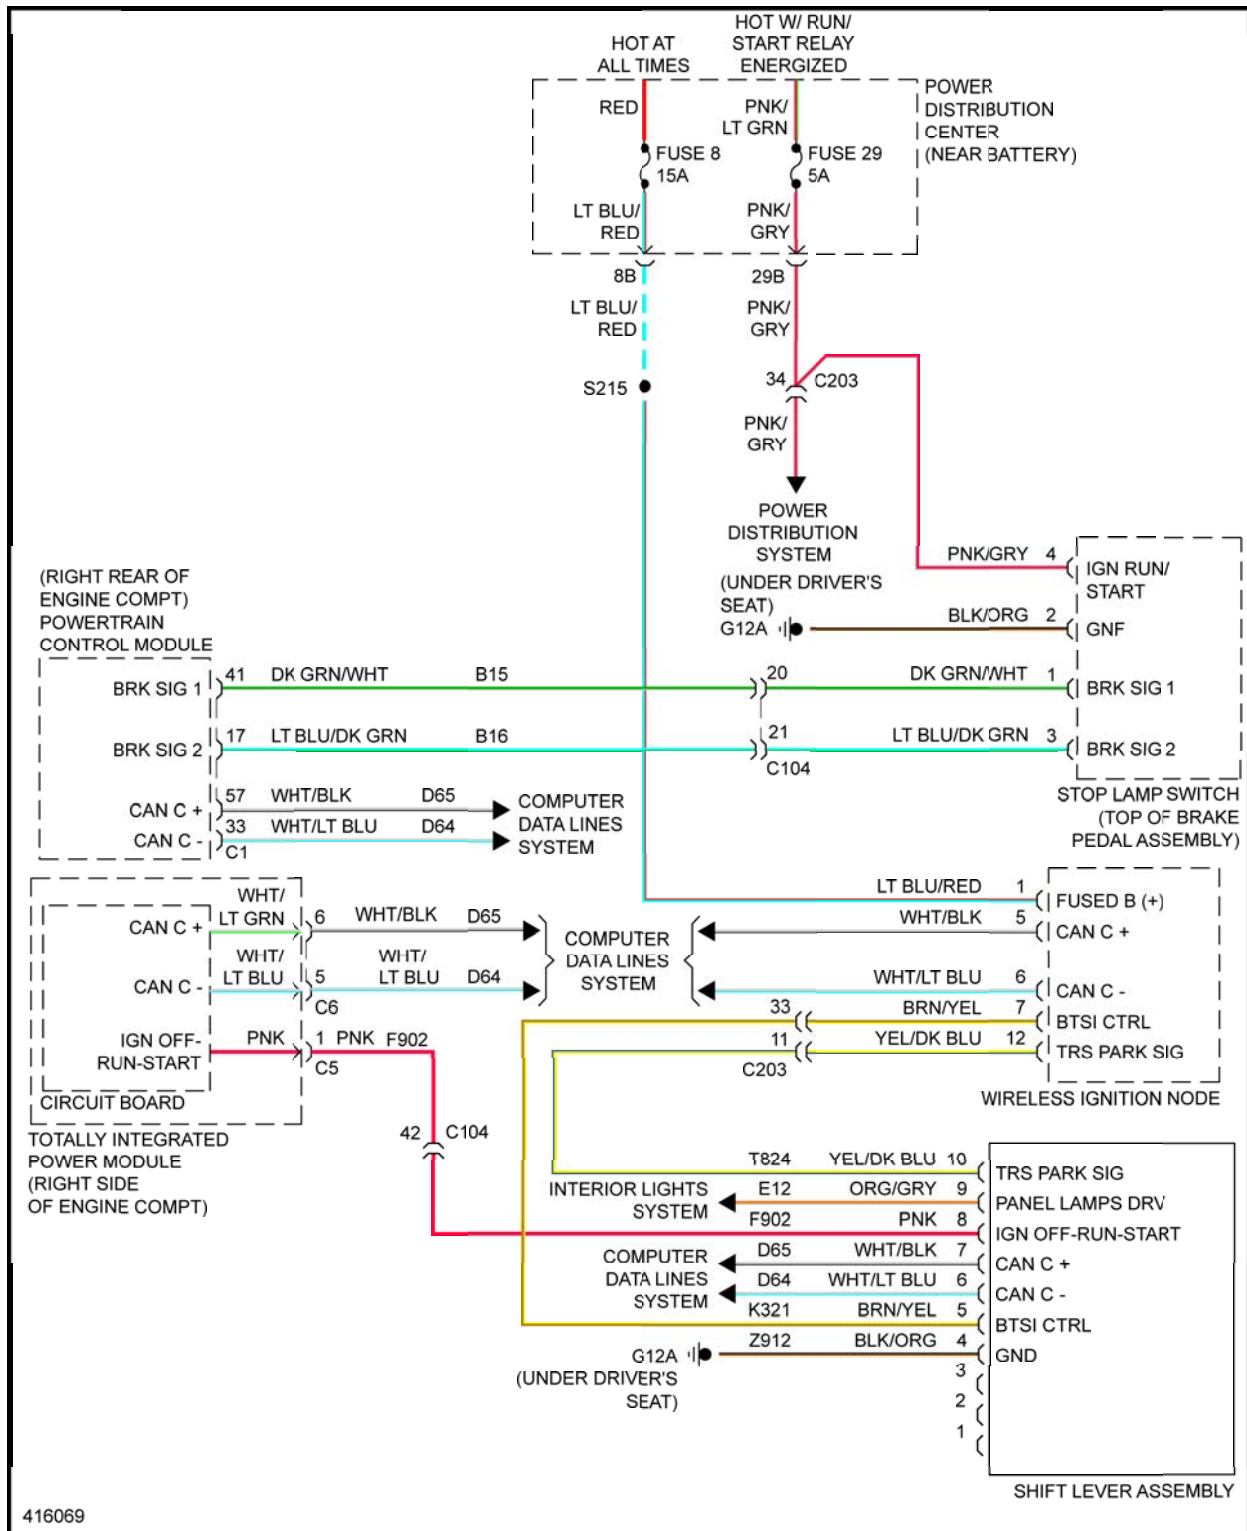 HOT AT
ALL TIMES
HOT W/ RUN/
START RELAY
ENERGIZED
RED
PNK/
LT GRN
FUSE 8
15A
FUSE 29
5A
POWER
DISTRIBUTION
CENTER
(NEAR BATTERY)
LT BLU/
RED
PNK/
GRY
8B
29B
LT BLU/
RED
PNK/
GRY
S215
34
C203
PNK/
GRY
POWER
DISTRIBUTION
SYSTEM
(UNDER DRIVER'S
SEAT)
G12A
PNK/GRY 4
IGN RUN/
START
BLK/ORG 2
GNF
(RIGHT REAR OF
ENGINE COMPT)
POWERTRAIN
CONTROL MODULE
BRK SIG 1
41 DK GRN/WHT B15
20
DK GRN/WHT 1
BRK SIG 1
BRK SIG 2
17 LT BLU/DK GRN B16
21
C104
LT BLU/DK GRN 3
BRK SIG 2
STOP LAMP SWITCH
(TOP OF BRAKE
PEDAL ASSEMBLY)
CAN C +
57 WHT/BLK D65
CAN C -
33 WHT/LT BLU D64
C1
COMPUTER
DATA LINES
SYSTEM
WHT/
LT GRN
CAN C +
6 WHT/BLK D65
WHT/
LT BLU
CAN C -
5
WHT/
LT BLU D64
C6
COMPUTER
DATA LINES
SYSTEM
IGN OFF-
RUN-START
PNK 1 PNK F902
C5
CIRCUIT BOARD
TOTALLY INTEGRATED
POWER MODULE
(RIGHT SIDE
OF ENGINE COMPT)
42 C104
LT BLU/RED 1
FUSED B (+)
WHT/BLK 5
CAN C +
WHT/LT BLU 6
CAN C -
33
BRN/YEL 7
BTSI CTRL
11
C203
YEL/DK BLU 12
TRS PARK SIG
WIRELESS IGNITION NODE
T824 YEL/DK BLU 10
TRS PARK SIG
INTERIOR LIGHTS
SYSTEM
E12 ORG/GRY 9
PANEL LAMPS DRV
F902 PNK 8
IGN OFF-RUN-START
COMPUTER
DATA LINES
SYSTEM
D65 WHT/BLK 7
CAN C +
D64 WHT/LT BLU 6
CAN C -
K321 BRN/YEL 5
BTSI CTRL
Z912 BLK/ORG 4
GND
G12A
(UNDER DRIVER'S
SEAT)
3
2
1
SHIFT LEVER ASSEMBLY
416069